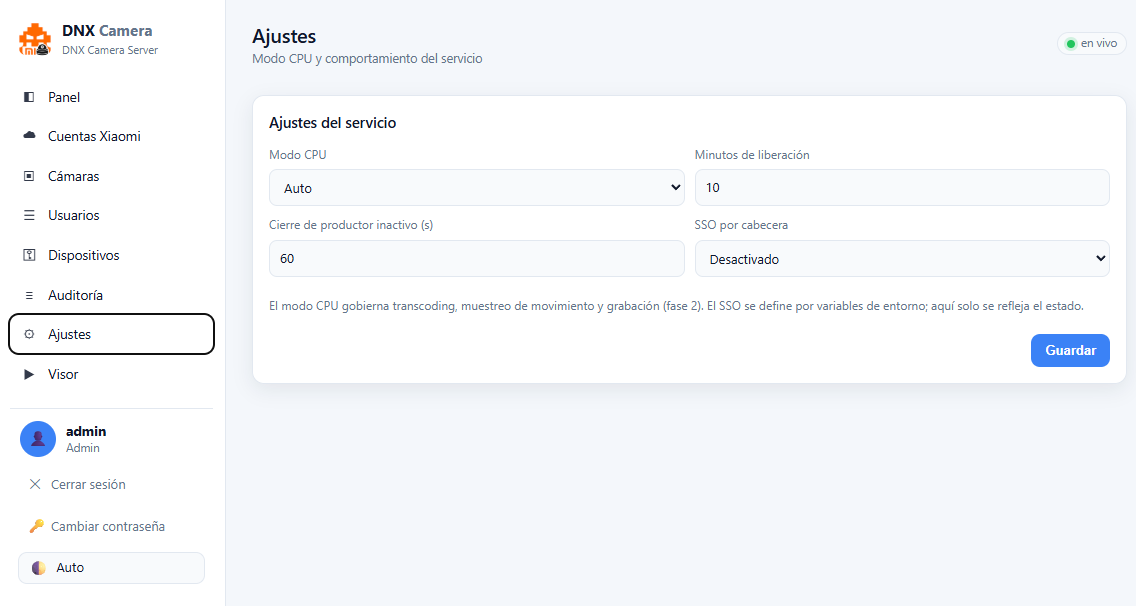 DNX Camera
DNX Camera Server
Panel
Cuentas Xiaomi
Cámaras
Usuarios
Dispositivos
Auditoría
Ajustes
Visor
admin
Admin
Cerrar sesión
Cambiar contraseña
Auto
Ajustes
Modo CPU y comportamiento del servicio
en vivo
Ajustes del servicio
Modo CPU
Minutos de liberación
Auto
10
Cierre de productor inactivo (s)
SSO por cabecera
60
Desactivado
El modo CPU gobierna transcoding, muestreo de movimiento y grabación (fase 2). El SSO se define por variables de entorno; aquí solo se refleja el estado.
Guardar